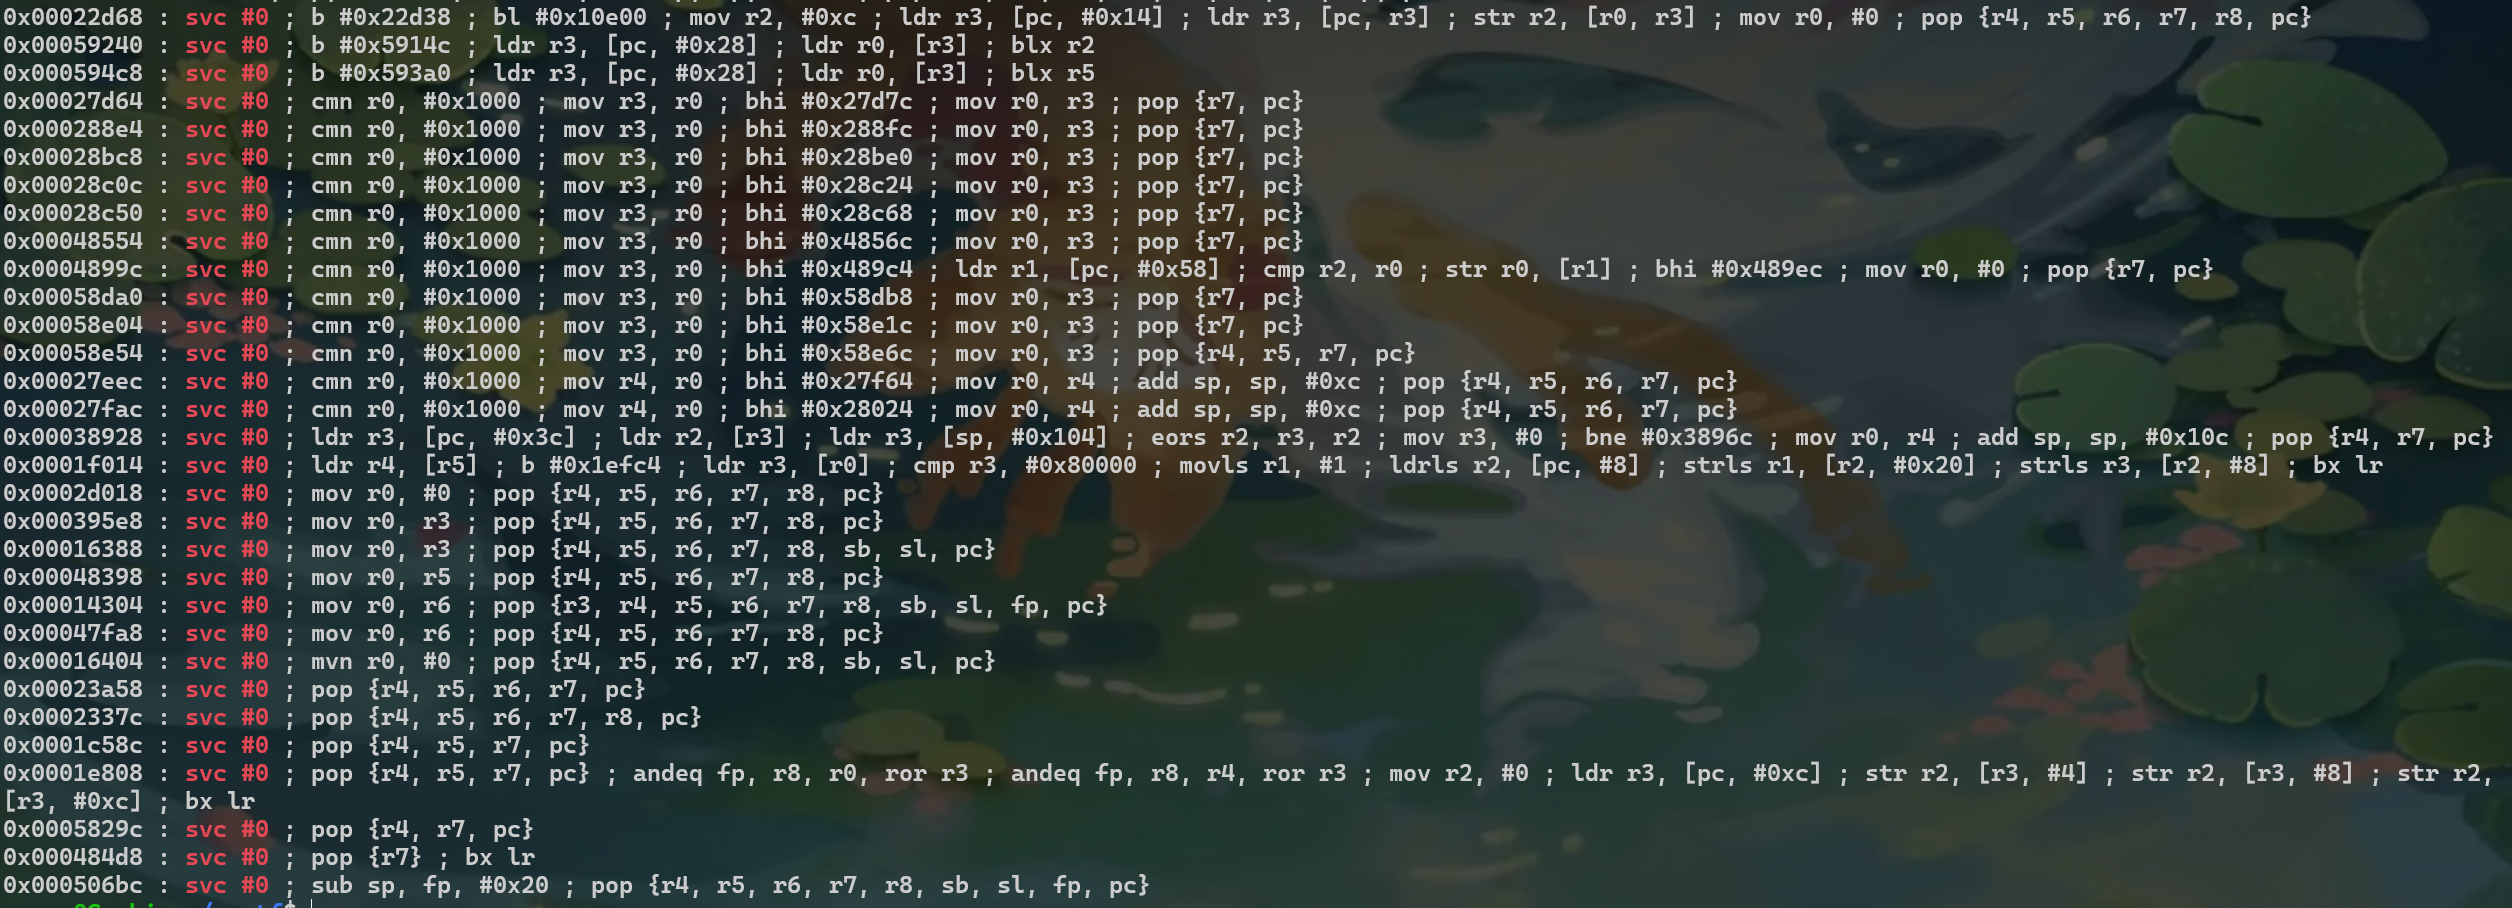 0x00022d68 : svc #0 ; b #0x22d38 ; bl #0x10e00 ; mov r2, #0xc ; ldr r3, [pc, #0x14] ; ldr r3, [pc, r3] ; str r2, [r0, r3] ; mov r0, #0 ; pop {r4, r5, r6, r7, r8, pc}
0x00059240 : svc #0 ; b #0x5914c ; ldr r3, [pc, #0x28] ; ldr r0, [r3] ; blx r2
0x000594c8 : svc #0 ; b #0x593a0 ; ldr r3, [pc, #0x28] ; ldr r0, [r3] ; blx r5
0x00027d64 : svc #0 ; cmn r0, #0x1000 ; mov r3, r0 ; bhi #0x27d7c ; mov r0, r3 ; pop {r7, pc}
0x000288e4 : svc #0 ; cmn r0, #0x1000 ; mov r3, r0 ; bhi #0x288fc ; mov r0, r3 ; pop {r7, pc}
0x00028bc8 : svc #0 ; cmn r0, #0x1000 ; mov r3, r0 ; bhi #0x28be0 ; mov r0, r3 ; pop {r7, pc}
0x00028c0c : svc #0 ; cmn r0, #0x1000 ; mov r3, r0 ; bhi #0x28c24 ; mov r0, r3 ; pop {r7, pc}
0x00028c50 : svc #0 ; cmn r0, #0x1000 ; mov r3, r0 ; bhi #0x28c68 ; mov r0, r3 ; pop {r7, pc}
0x00048554 : svc #0 ; cmn r0, #0x1000 ; mov r3, r0 ; bhi #0x4856c ; mov r0, r3 ; pop {r7, pc}
0x0004899c : svc #0 ; cmn r0, #0x1000 ; mov r3, r0 ; bhi #0x489c4 ; ldr r1, [pc, #0x58] ; cmp r2, r0 ; str r0, [r1] ; bhi #0x489ec ; mov r0, #0 ; pop {r7, pc}
0x00058da0 : svc #0 ; cmn r0, #0x1000 ; mov r3, r0 ; bhi #0x58db8 ; mov r0, r3 ; pop {r7, pc}
0x00058e04 : svc #0 ; cmn r0, #0x1000 ; mov r3, r0 ; bhi #0x58e1c ; mov r0, r3 ; pop {r7, pc}
0x00058e54 : svc #0 ; cmn r0, #0x1000 ; mov r3, r0 ; bhi #0x58e6c ; mov r0, r3 ; pop {r4, r5, r7, pc}
0x00027eec : svc #0 ; cmn r0, #0x1000 ; mov r4, r0 ; bhi #0x27f64 ; mov r0, r4 ; add sp, sp, #0xc ; pop {r4, r5, r6, r7, pc}
0x00027fac : svc #0 ; cmn r0, #0x1000 ; mov r4, r0 ; bhi #0x28024 ; mov r0, r4 ; add sp, sp, #0xc ; pop {r4, r5, r6, r7, pc}
0x00038928 : svc #0 ; ldr r3, [pc, #0x3c] ; ldr r2, [r3] ; ldr r3, [sp, #0x104] ; eors r2, r3, r2 ; mov r3, #0 ; bne #0x3896c ; mov r0, r4 ; add sp, sp, #0x10c ; pop {r4, r7, pc}
0x0001f014 : svc #0 ; ldr r4, [r5] ; b #0x1efc4 ; ldr r3, [r0] ; cmp r3, #0x80000 ; movls r1, #1 ; ldrls r2, [pc, #8] ; strls r1, [r2, #0x20] ; strls r3, [r2, #8] ; bx lr
0x0002d018 : svc #0 ; mov r0, #0 ; pop {r4, r5, r6, r7, r8, pc}
0x000395e8 : svc #0 ; mov r0, r3 ; pop {r4, r5, r6, r7, r8, pc}
0x00016388 : svc #0 ; mov r0, r3 ; pop {r4, r5, r6, r7, r8, sb, sl, pc}
0x00048398 : svc #0 ; mov r0, r5 ; pop {r4, r5, r6, r7, r8, pc}
0x00014304 : svc #0 ; mov r0, r6 ; pop {r3, r4, r5, r6, r7, r8, sb, sl, fp, pc}
0x00047fa8 : svc #0 ; mov r0, r6 ; pop {r4, r5, r6, r7, r8, pc}
0x00016404 : svc #0 ; mvn r0, #0 ; pop {r4, r5, r6, r7, r8, sb, sl, pc}
0x00023a58 : svc #0 ; pop {r4, r5, r6, r7, pc}
0x0002337c : svc #0 ; pop {r4, r5, r6, r7, r8, pc}
0x0001c58c : svc #0 ; pop {r4, r5, r7, pc}
0x0001e808 : svc #0 ; pop {r4, r5, r7, pc} ; andeq fp, r8, r0, ror r3 ; andeq fp, r8, r4, ror r3 ; mov r2, #0 ; ldr r3, [pc, #0xc] ; str r2, [r3, #4] ; str r2, [r3, #8] ; str r2,
[r3, #0xc] ; bx lr
0x0005829c : svc #0 ; pop {r4, r7, pc}
0x000484d8 : svc #0 ; pop {r7} ; bx lr
0x000506bc : svc #0 ; sub sp, fp, #0x20 ; pop {r4, r5, r6, r7, r8, sb, sl, fp, pc}